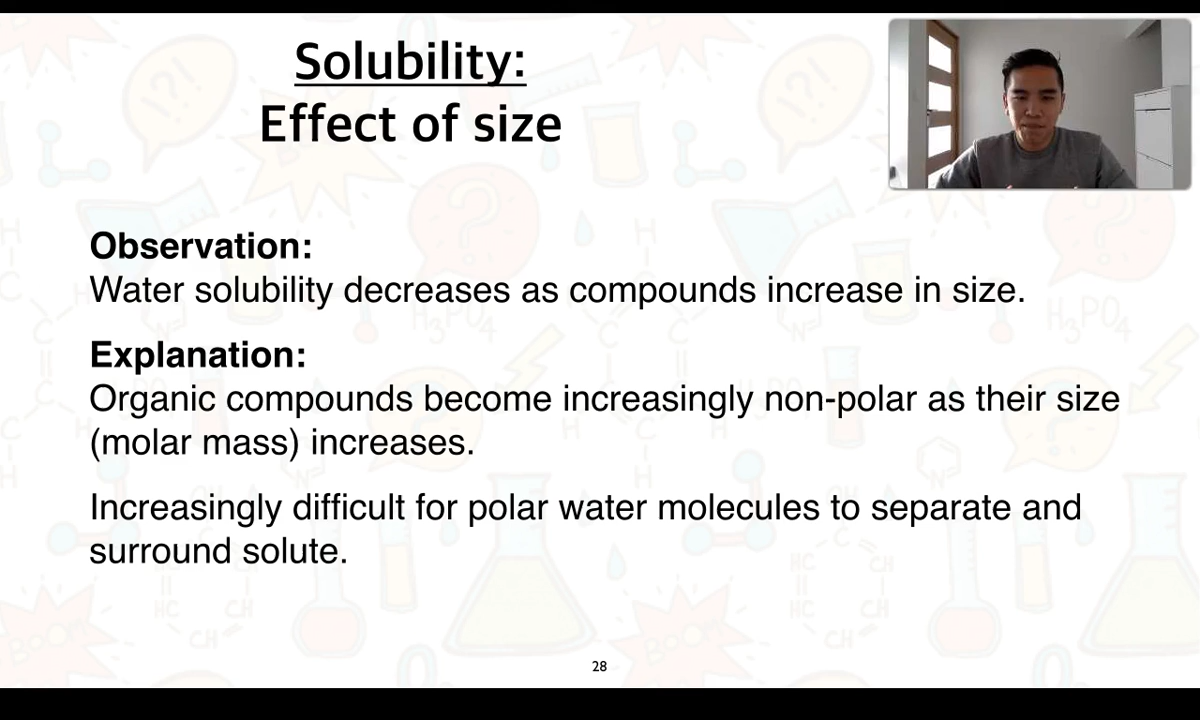 Solubility:
Effect of size
Observation:
Water solubility decreases as compounds increase in size.
Explanation:
Organic compounds become increasingly non-polar as their size
(molar mass) increases.
Increasingly difficult for polar water molecules to separate and
surround solute.
28